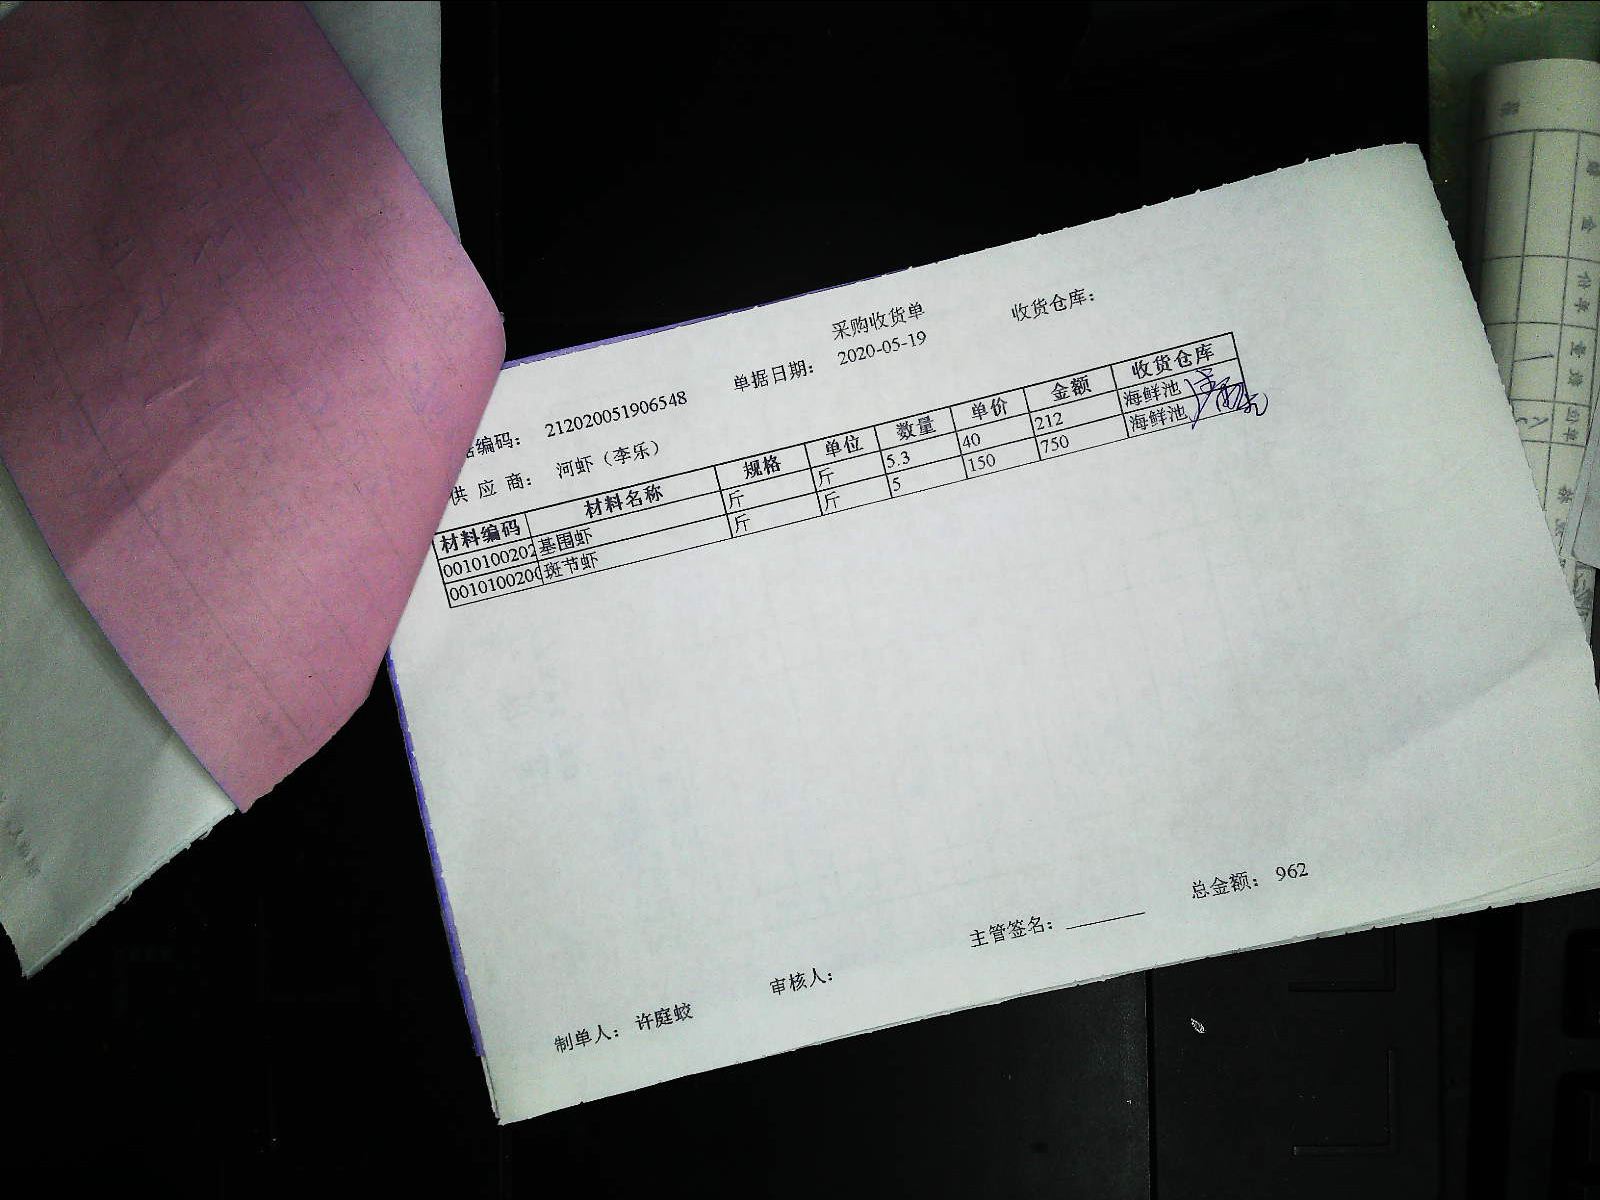 采购收货单
收货仓库：
编码： 212020051906548 单据日期： 2020-05-19
供 应 商： 河虾（李乐）
材料编码 材料名称 规格 单位 数量 单价 金额 收货仓库
001010020 基围虾 斤 斤 5.3 40 212 海鲜池
001010020 斑节虾 斤 斤 5 150 750 海鲜池
制单人： 许庭蛟 审核人： 主管签名： 总金额： 962